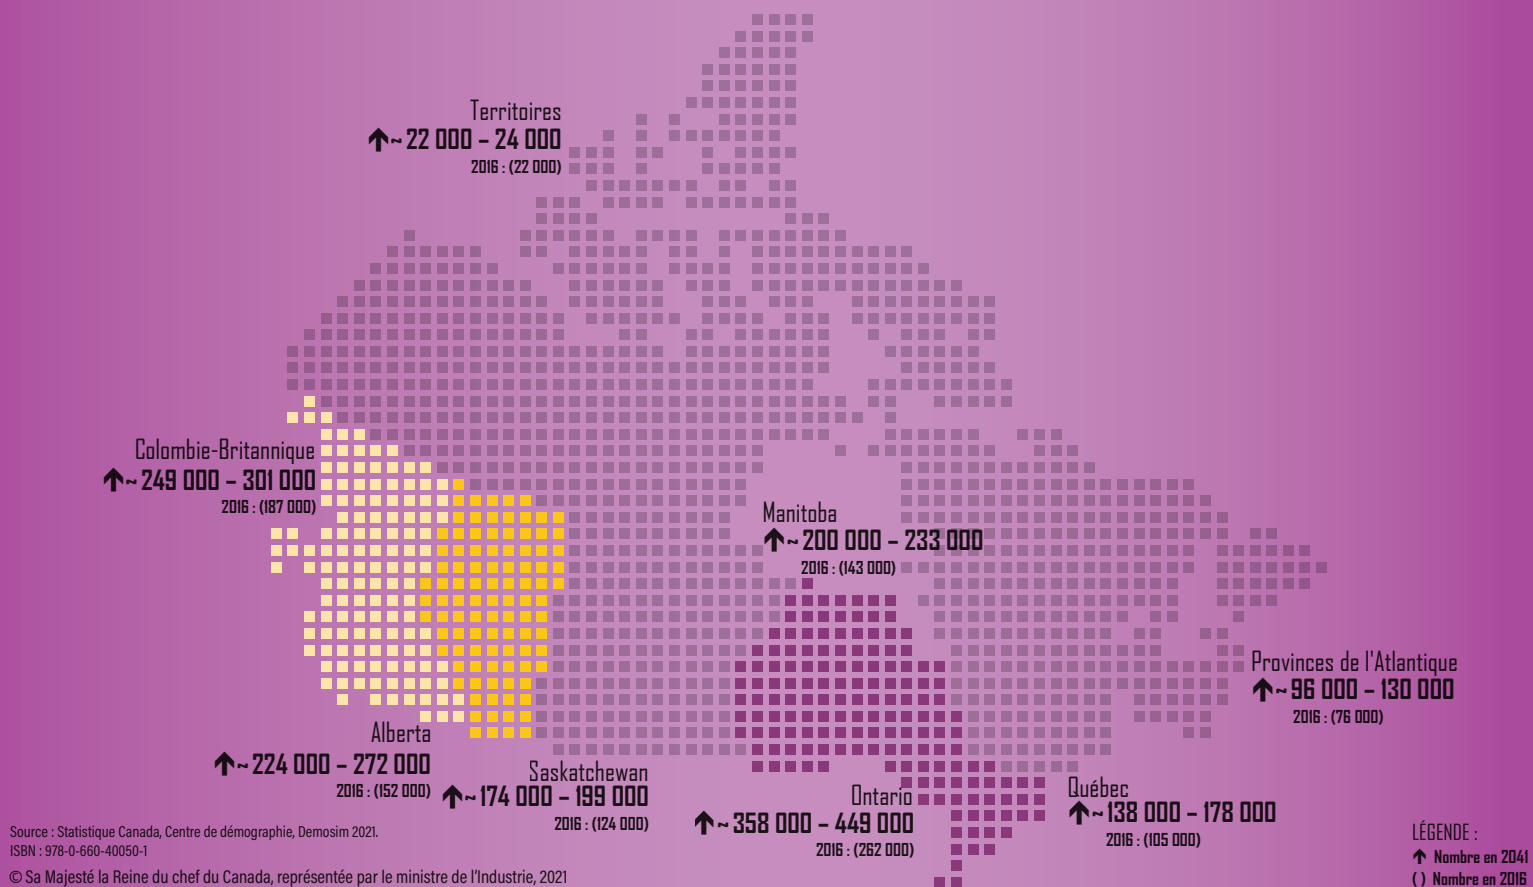 Territoires
↑~ 22 000 – 24 000
2016 : (22 000)
Colombie-Britannique
↑~ 249 000 – 301 000
2016 : (187 000)
Manitoba
↑~ 200 000 – 233 000
2016 : (143 000)
Provinces de l'Atlantique
↑~ 96 000 – 130 000
2016 : (76 000)
Alberta
↑~ 224 000 – 272 000
2016 : (152 000)
Saskatchewan
↑~ 174 000 – 199 000
2016 : (124 000)
Ontario
↑~ 358 000 – 449 000
2016 : (262 000)
Québec
↑~ 138 000 – 178 000
2016 : (105 000)
Source : Statistique Canada, Centre de démographie, Demosim 2021.
ISBN : 978-0-660-40050-1
© Sa Majesté la Reine du chef du Canada, représentée par le ministre de l’Industrie, 2021
LÉGENDE :
↑ Nombre en 2041
( ) Nombre en 2016